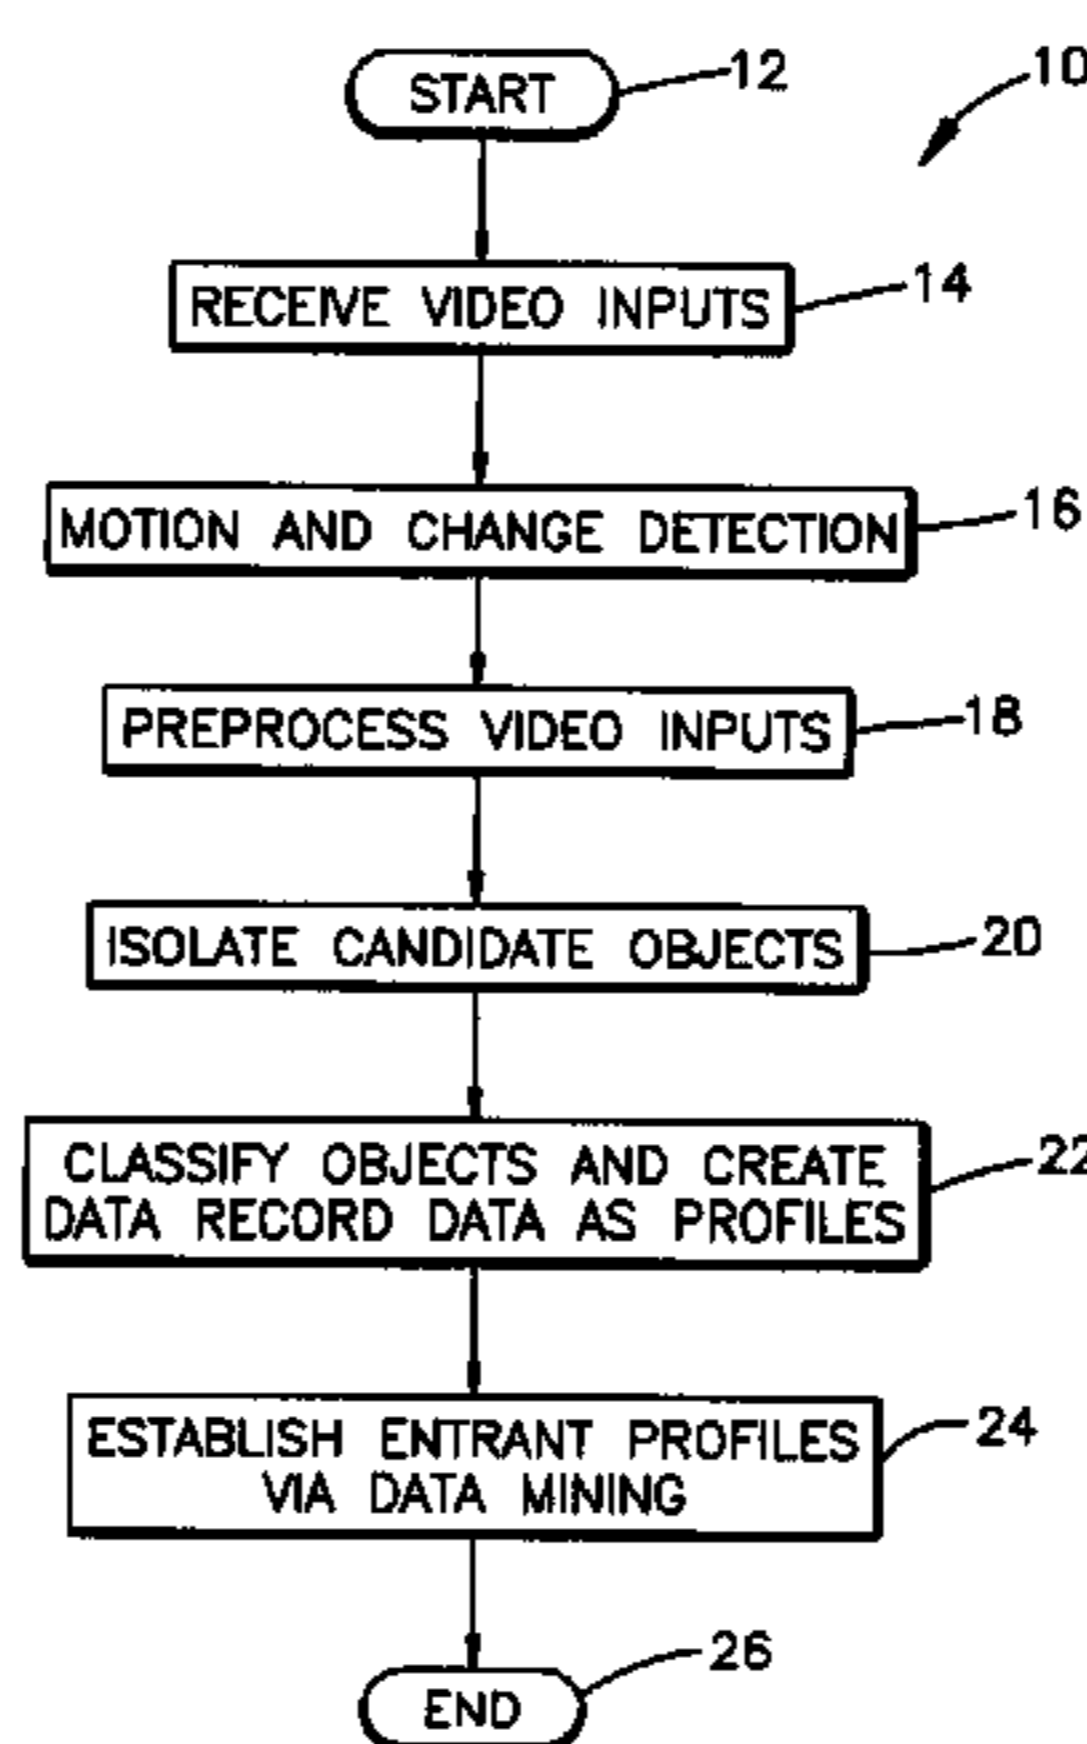 START
12
10
RECEIVE VIDEO INPUTS
14
MOTION AND CHANGE DETECTION
16
PREPROCESS VIDEO INPUTS
18
ISOLATE CANDIDATE OBJECTS
20
CLASSIFY OBJECTS AND CREATE
DATA RECORD DATA AS PROFILES
22
ESTABLISH ENTRANT PROFILES
VIA DATA MINING
24
END
26